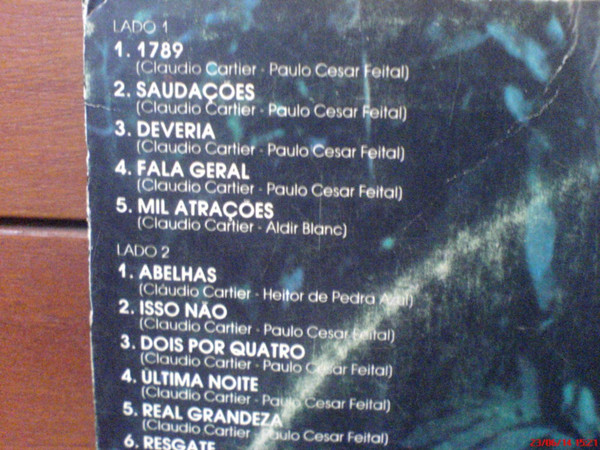 LADO 1
1. 1789
(Claudio Cartier - Paulo Cesar Feital)
2. SAUDAÇÕES
(Claudio Cartier - Paulo Cesar Feital)
3. DEVERIA
(Claudio Cartier - Paulo Cesar Feital)
4. FALA GERAL
(Claudio Cartier - Paulo Cesar Feital)
5. MIL ATRAÇÕES
(Claudio Cartier - Aldir Blanc)
LADO 2
1. ABELHAS
(Cláudio Cartier - Heitor de Pedra Azul)
2. ISSO NÃO
(Claudio Cartier - Paulo Cesar Feital)
3. DOIS POR QUATRO
(Claudio Cartier - Paulo Cesar Feital)
4. ÚLTIMA NOITE
(Claudio Cartier - Paulo Cesar Feital)
5. REAL GRANDEZA
(Claudio Cartier - Paulo Cesar Feital)
6. RESGATE